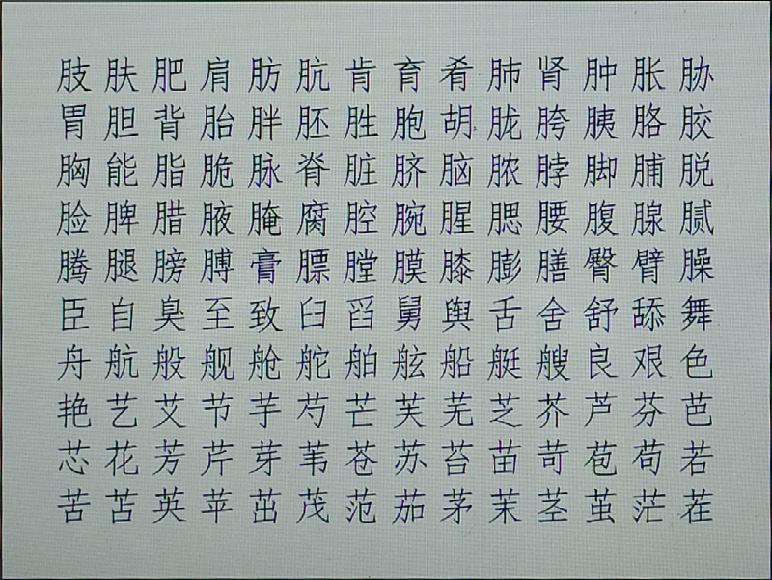 肢肤肥肩肪肮肯育肴肺肾肿胀胁
胃胆背胎胖胚胜胞胡胧胯胰胳胶
胸能脂脆脉脊脏脐脑脓脖脚脯脱
脸脾腊腋腌腐腔腕腥腮腰腹腺腻
腾腿膀膊膏膘膛膜膝膨膳臀臂臊
臣自臭至致臼舀舅舆舌舍舒舔舞
舟航般舰舱舵舶舷船艇艘良艰色
艳艺艾节芋芍芒芙芜芝芥芦芬芭
芯花芳芹芽苇苍苏苔苗苛苞苟若
苦苫英苹茁茂范茄茅茉茎茧茫茬